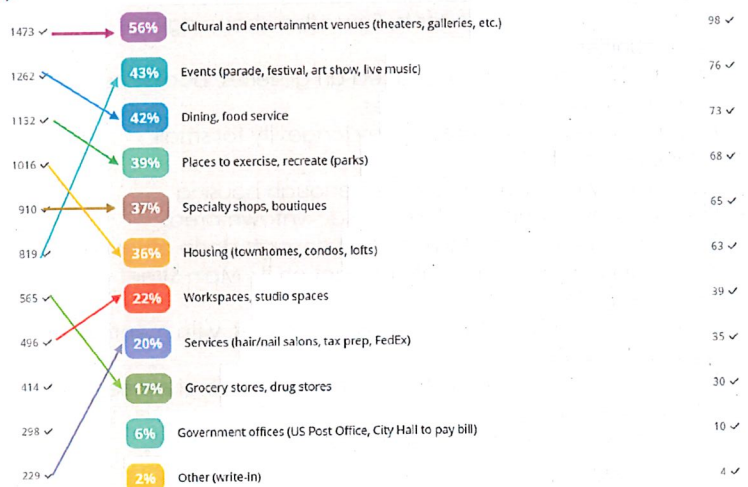 1473 ✓ 56% Cultural and entertainment venues (theaters, galleries, etc.) 98 ✓
1262 ✓ 43% Events (parade, festival, art show, live music) 76 ✓
1132 ✓ 42% Dining, food service 73 ✓
1016 ✓ 39% Places to exercise, recreate (parks) 68 ✓
910 ✓ 37% Specialty shops, boutiques 65 ✓
819 ✓ 36% Housing (townhomes, condos, lofts) 63 ✓
565 ✓ 22% Workspaces, studio spaces 39 ✓
496 ✓ 20% Services (hair/nail salons, tax prep, FedEx) 35 ✓
414 ✓ 17% Grocery stores, drug stores 30 ✓
298 ✓ 6% Government offices (US Post Office, City Hall to pay bill) 10 ✓
229 ✓ 2% Other (write-in) 4 ✓